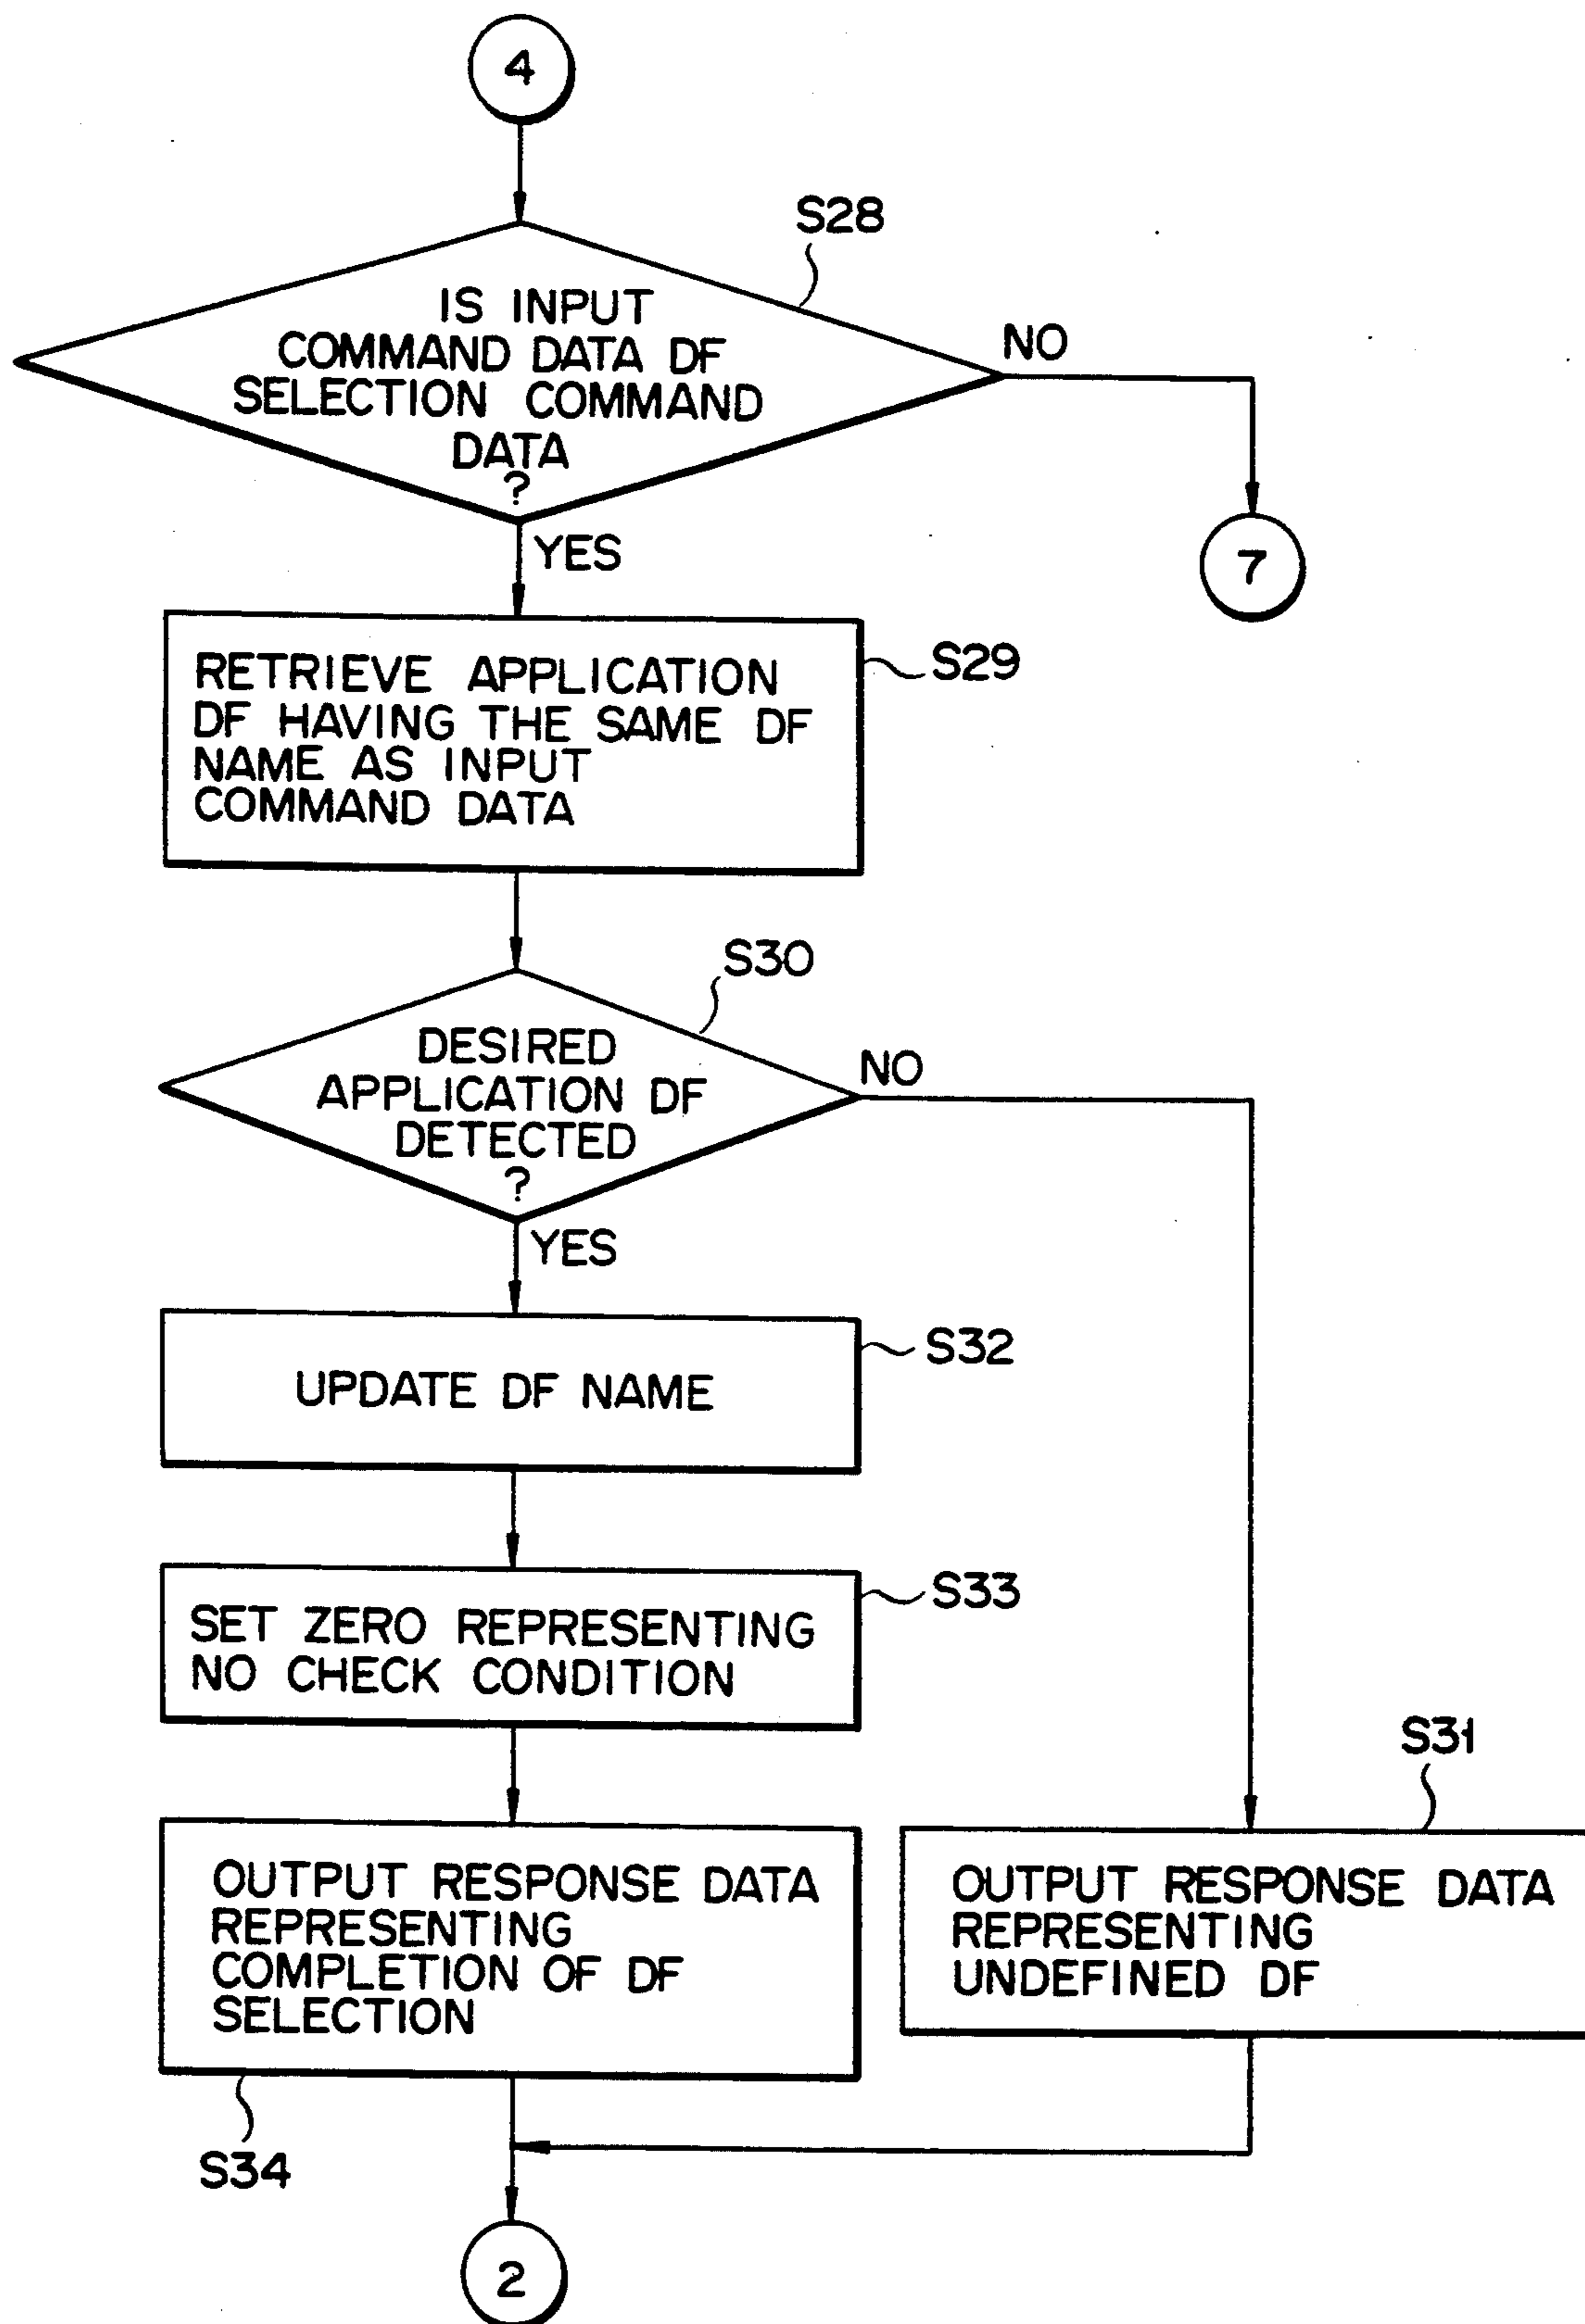 4
S28
IS INPUT
COMMAND DATA DF
SELECTION COMMAND
DATA
?
NO
YES
7
RETRIEVE APPLICATION
DF HAVING THE SAME DF
NAME AS INPUT
COMMAND DATA
S29
S30
DESIRED
APPLICATION DF
DETECTED
?
NO
YES
UPDATE DF NAME
S32
SET ZERO REPRESENTING
NO CHECK CONDITION
S33
S31
OUTPUT RESPONSE DATA
REPRESENTING
COMPLETION OF DF
SELECTION
OUTPUT RESPONSE DATA
REPRESENTING
UNDEFINED DF
S34
2